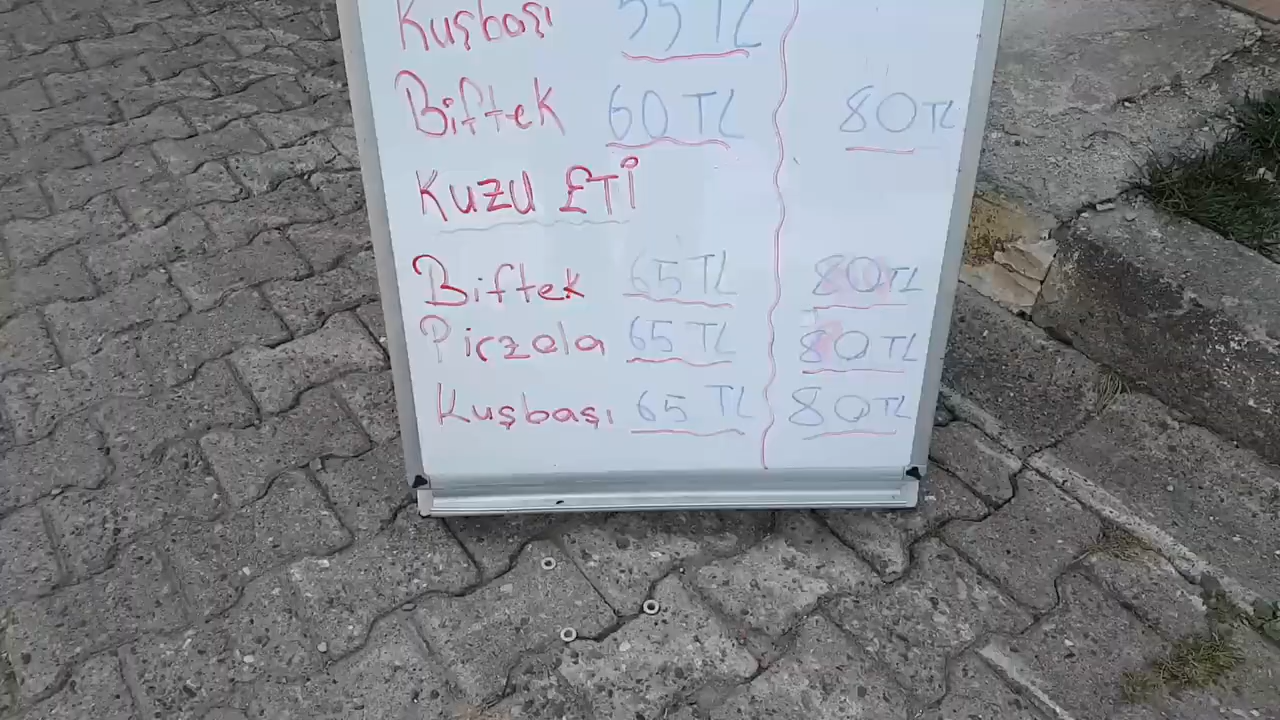 Kuşbaşı 55 TL
Biftek 60 TL 80 TL
KUZU ETİ
Biftek 65 TL 80 TL
Pirzola 65 TL 80 TL
Kuşbaşı 65 TL 80 TL